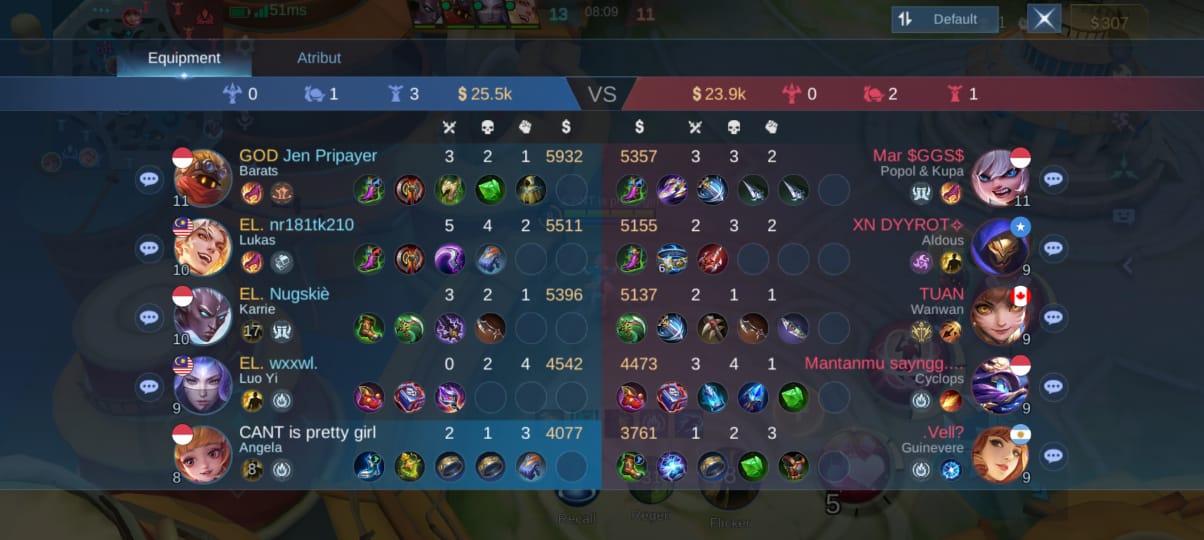 51ms
13 08:09 11
Default
$307
Equipment Atribut
0 1 3 $ 25.5k VS $ 23.9k 0 2 1
$ $
GOD Jen Pripayer 3 2 1 5932 5357 3 3 2 Mar $GGS$
Barats Popol & Kupa
11 11
EL. nr181tk210 5 4 2 5511 5155 2 3 2 XN DYYROT✧
Lukas Aldous
10 9
EL. Nugskiè 3 2 1 5396 5137 2 1 1 TUAN
Karrie Wanwan
10 17 9
EL. wxxwl. 0 2 4 4542 4473 3 4 1 Mantanmu sayngg....
Luo Yi Cyclops
9 9
CANT is pretty girl 2 1 3 4077 3761 1 2 3 .Vell?
Angela Guinevere
8 8 9
5
Recall Regen Flicker